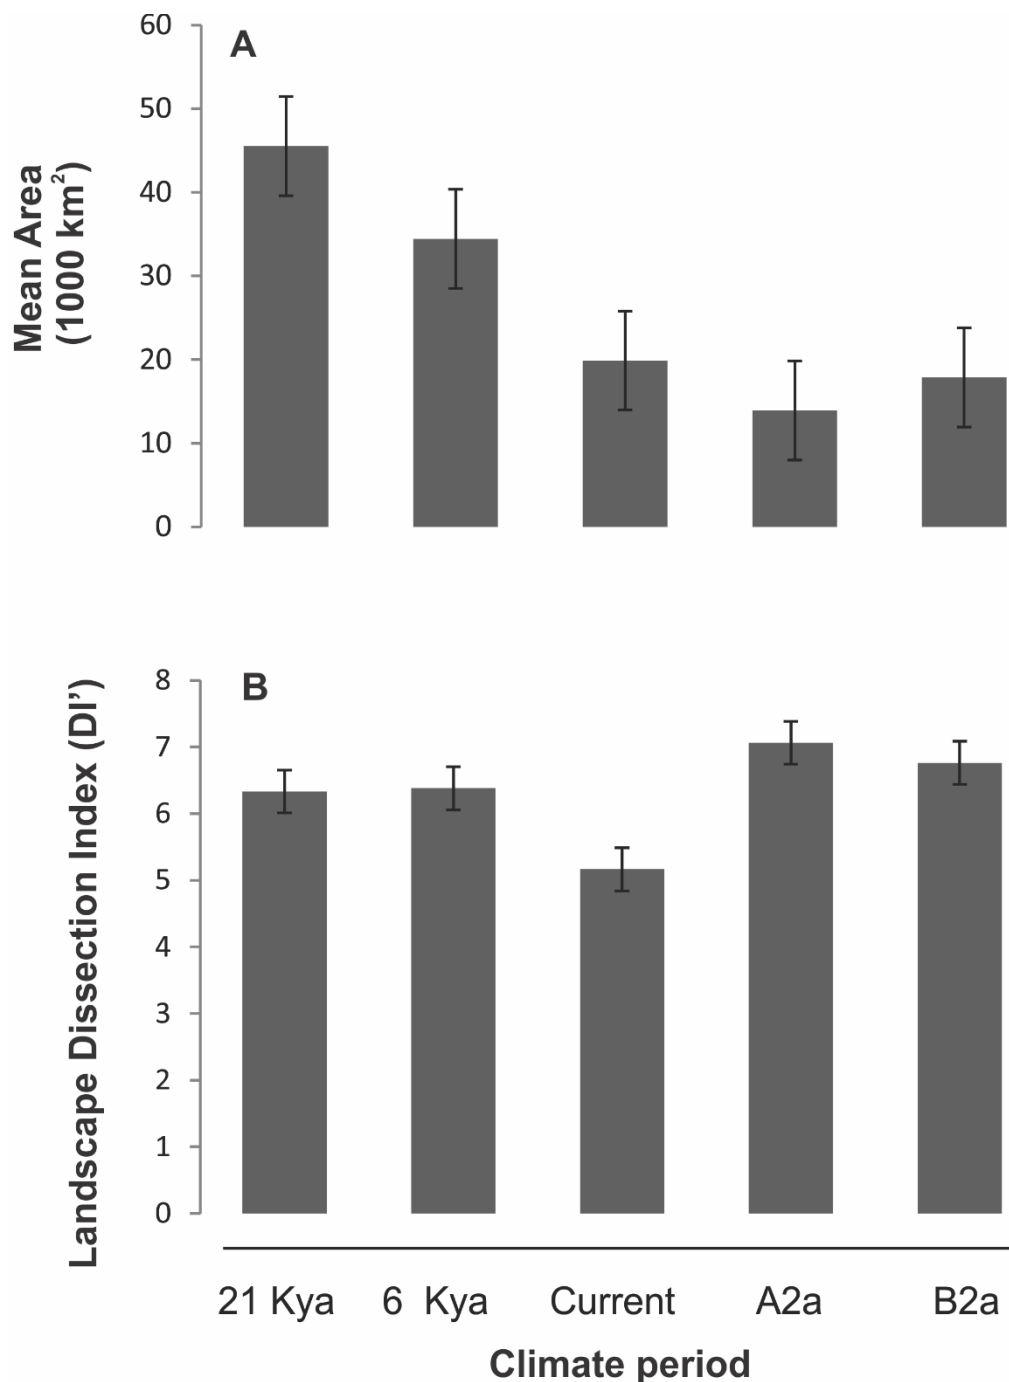 A
Mean Area
(1000 km²)
60
50
40
30
20
10
0
B
Landscape Dissection Index (DI’)
8
7
6
5
4
3
2
1
0
21 Kya 6 Kya Current A2a B2a
Climate period